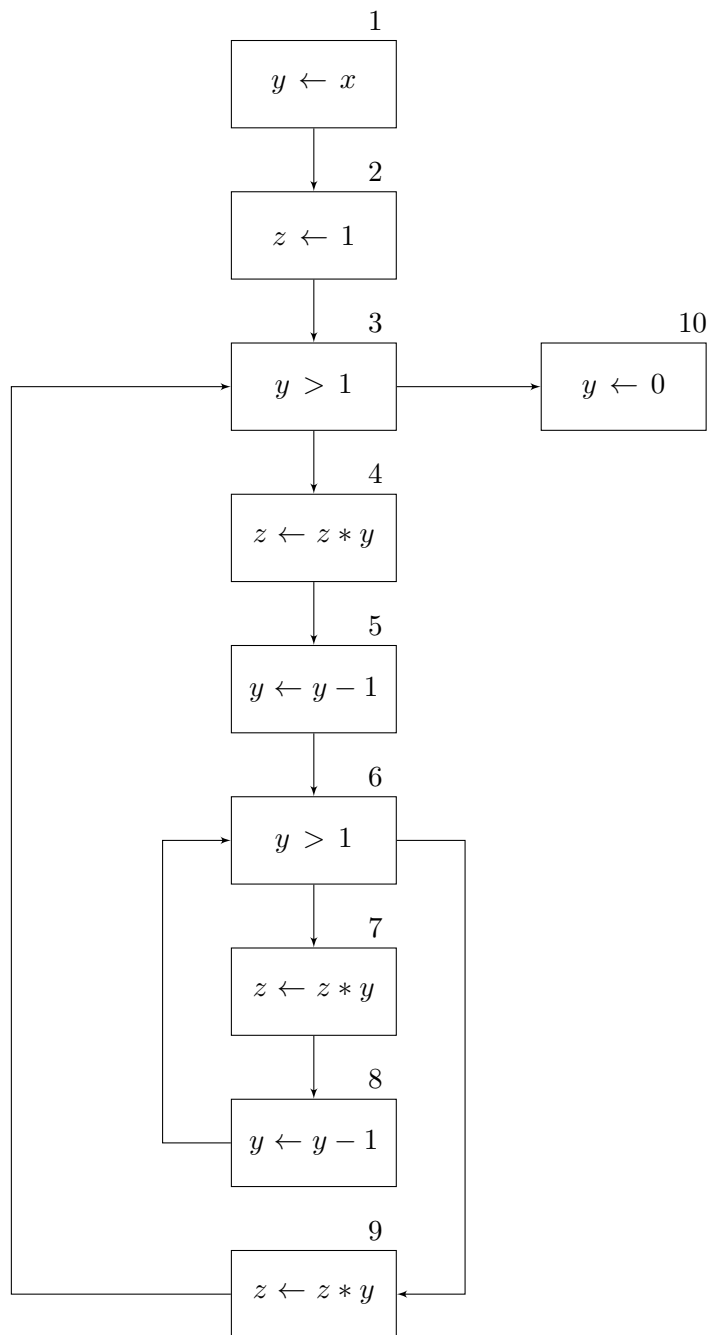 1
y ← x
2
z ← 1
3
y > 1
10
y ← 0
4
z ← z ∗ y
5
y ← y − 1
6
y > 1
7
z ← z ∗ y
8
y ← y − 1
9
z ← z ∗ y